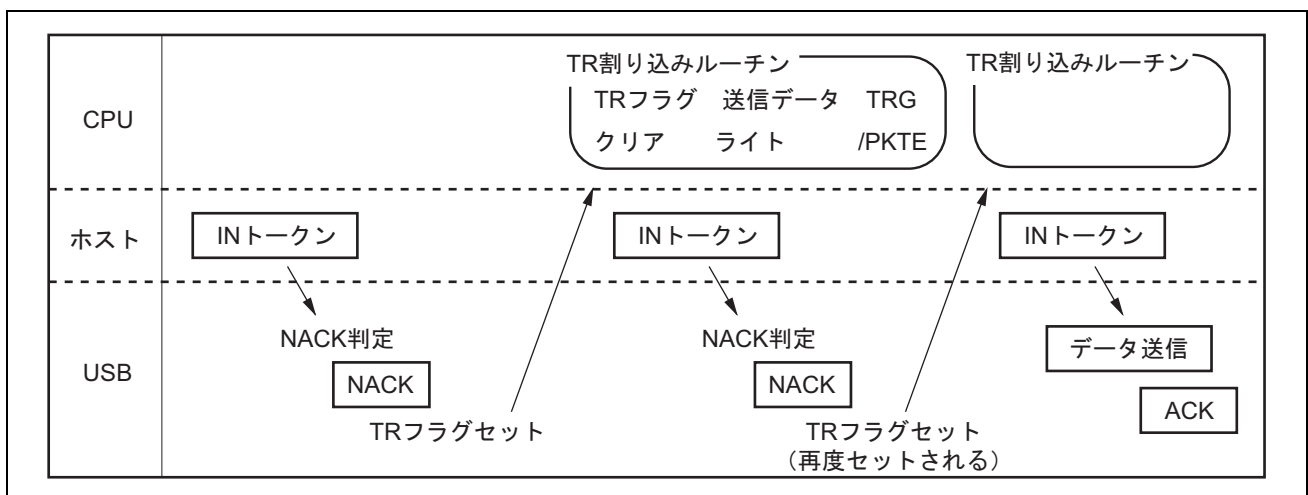 CPU
TR割り込みルーチン
TRフラグ 送信データ TRG
クリア ライト /PKTE
TR割り込みルーチン
ホスト
INトークン
INトークン
INトークン
USB
NACK判定
NACK
TRフラグセット
NACK判定
NACK
TRフラグセット
（再度セットされる）
データ送信
ACK